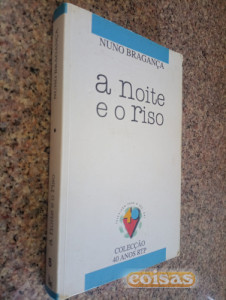 NUNO BRAGANÇA
a noite
e o riso
COLECÇÃO
40 ANOS RTP
coisas